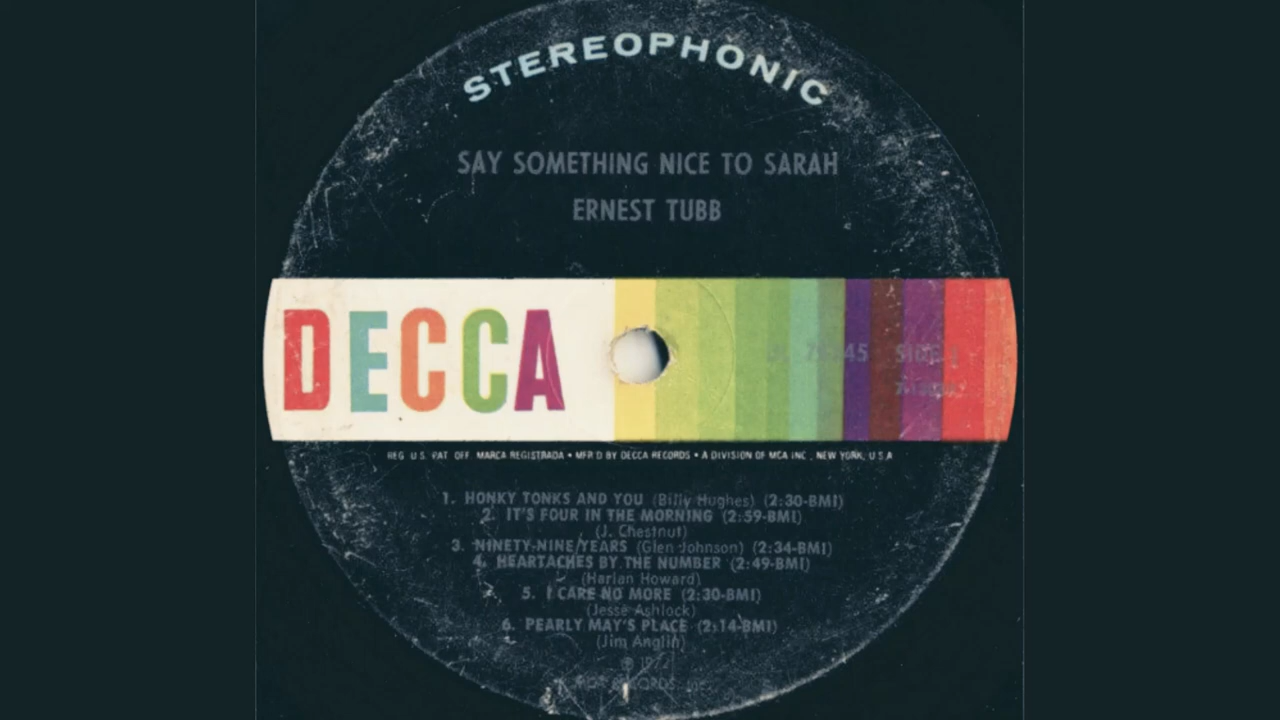 STEREOPHONIC
SAY SOMETHING NICE TO SARAH
ERNEST TUBB
DECCA
45 SIDE
REG. U.S. PAT. OFF. MARCA REGISTRADA • MFR'D BY DECCA RECORDS • A DIVISION OF MCA INC., NEW YORK, U.S.A
1. HONKY TONKS AND YOU (Billy Hughes) (2:30-BMI)
2. IT'S FOUR IN THE MORNING (2:59-BMI)
(J. Chestnut)
3. NINETY-NINE YEARS (Glen Johnson) (2:34-BMI)
4. HEARTACHES BY THE NUMBER (2:49-BMI)
(Harlan Howard)
5. I CARE NO MORE (2:30-BMI)
(Jesse Ashlock)
6. PEARLY MAY'S PLACE (2:14-BMI)
(Jim Anglin)
℗ 1972